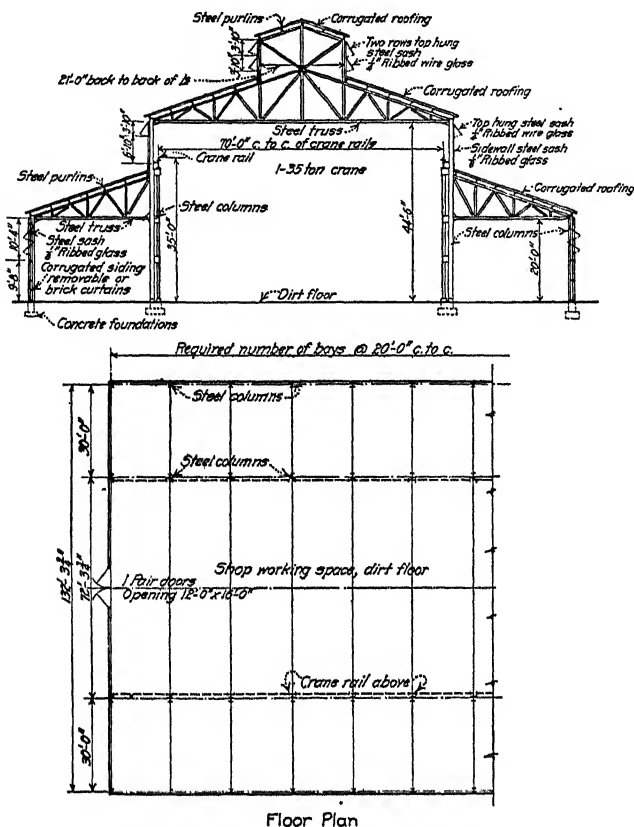 Steel purlins
Corrugated roofing
Two rows top hung
steel sash
¼" Ribbed wire glass
21'-0" back to back of Ls
Corrugated roofing
Steel truss
Top hung steel sash
¼" Ribbed wire glass
70'-0" c. to c. of crane rails
Crane rail
Sidewall steel sash
Ribbed glass
1-35 ton crane
Steel purlins
Corrugated roofing
Steel truss
Steel columns
Steel columns
Steel sash
Ribbed glass
Corrugated siding
removable or
brick curtains
9'-8"
35'-0"
44'-6"
20'-0"
Dirt floor
Concrete foundations
Required number of bays @ 20'-0" c. to c.
Steel columns
30'-0"
Steel columns
Shop working space, dirt floor
1 Pair doors
Opening 12'-0" x 16'-0"
Crane rail above
30'-0"
Floor Plan